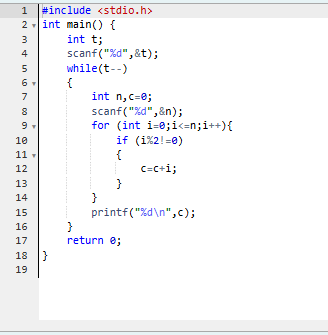 1 #include <stdio.h>
2 int main() {
3 int t;
4 scanf("%d",&t);
5 while(t--)
6 {
7 int n,c=0;
8 scanf("%d",&n);
9 for (int i=0;i<=n;i++){
10 if (i%2!=0)
11 {
12 c=c+i;
13 }
14 }
15 printf("%d\n",c);
16 }
17 return 0;
18 }
19